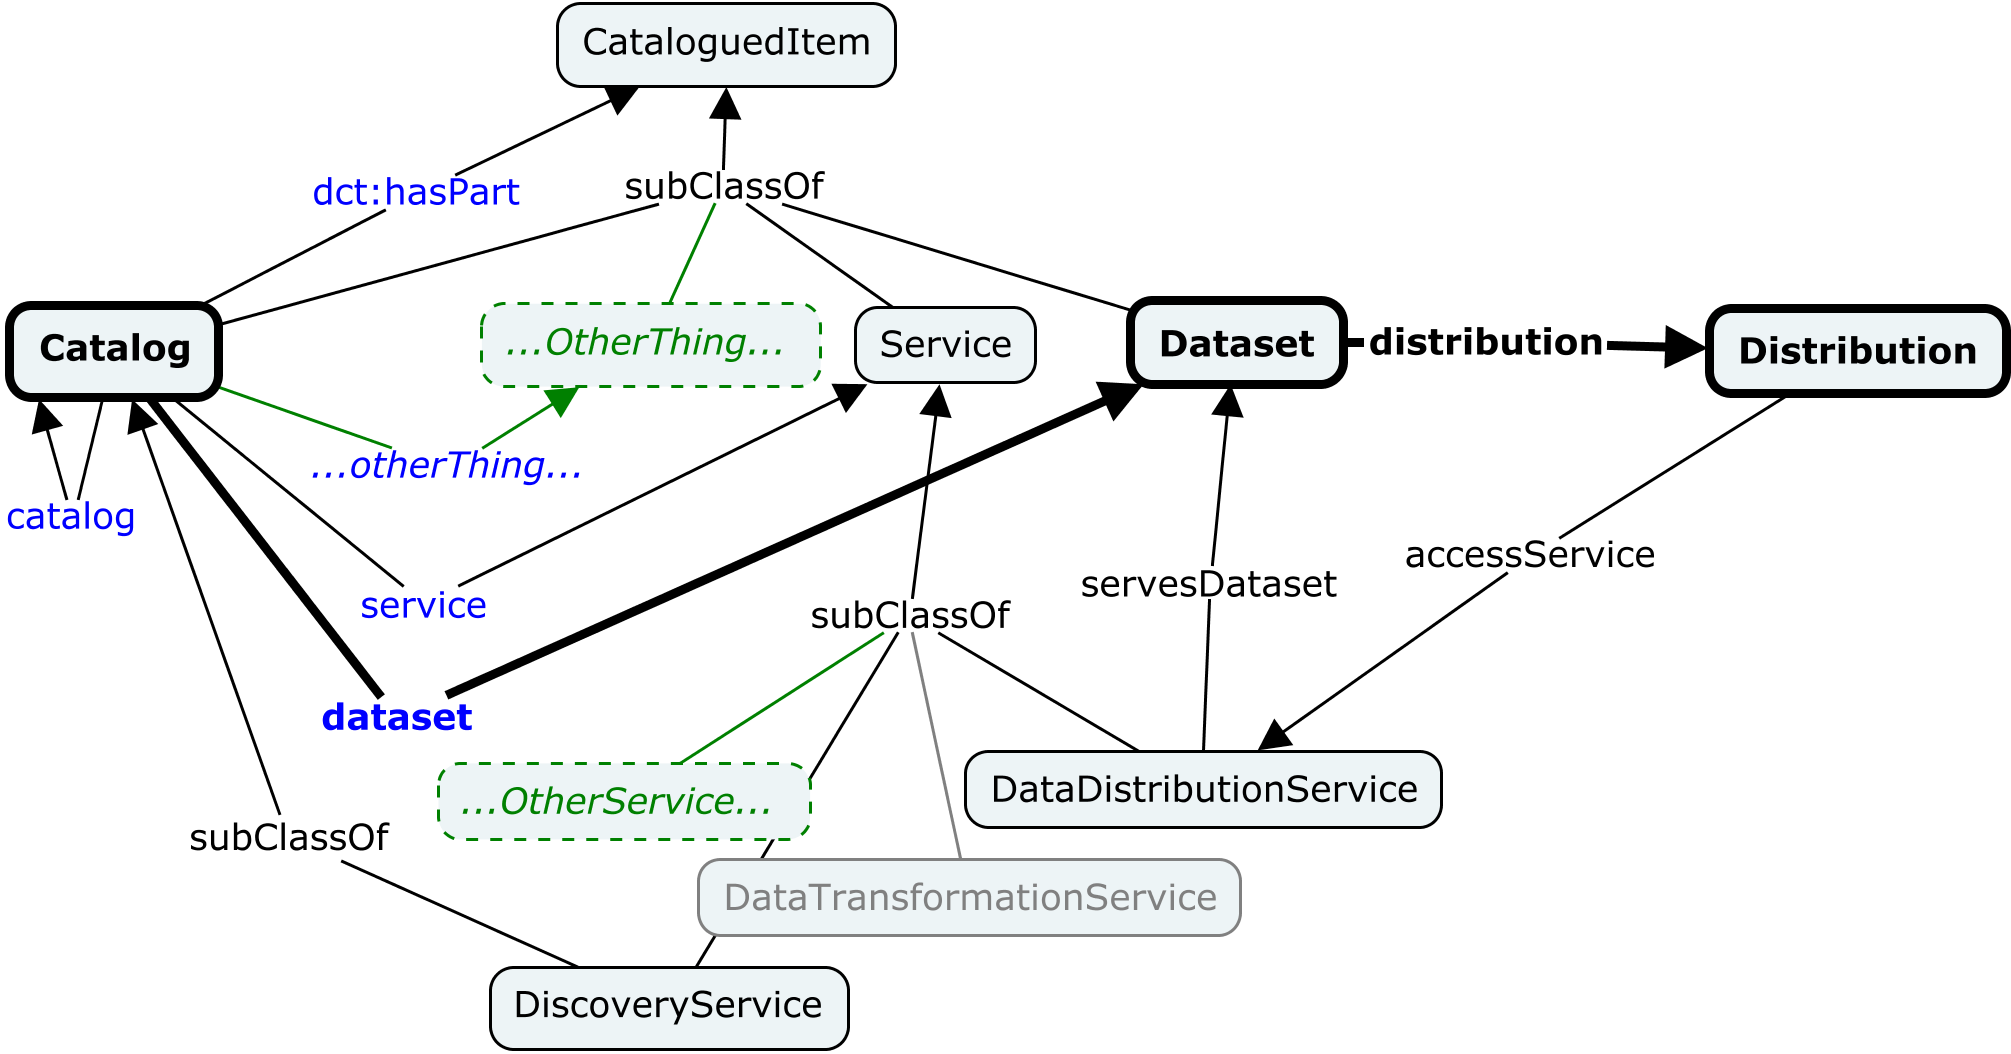 CataloguedItem
dct:hasPart
subClassOf
Catalog
...OtherThing...
Service
Dataset
distribution
Distribution
...otherThing...
catalog
accessService
servesDataset
service
subClassOf
dataset
...OtherService...
DataDistributionService
subClassOf
DataTransformationService
DiscoveryService